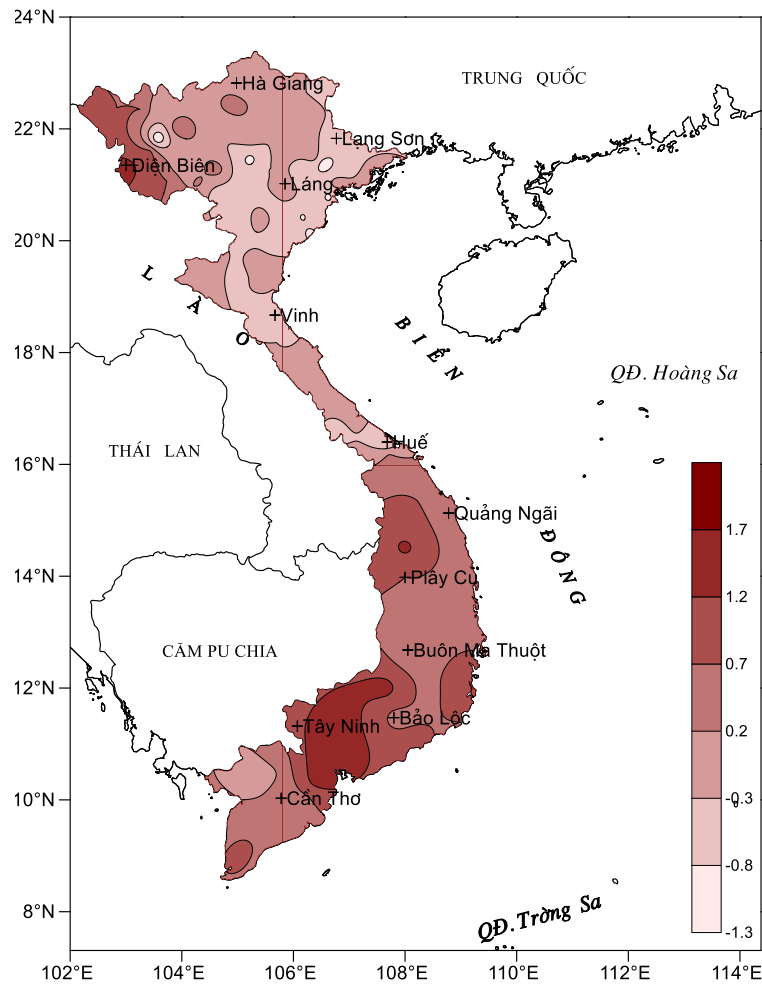 24°N
22°N
20°N
18°N
16°N
14°N
12°N
10°N
8°N
102°E
104°E
106°E
108°E
110°E
112°E
114°E
TRUNG QUỐC
Hà Giang
Lạng Sơn
Điện Biên
Láng
LÀO
Vinh
BIỂN
QĐ. Hoàng Sa
THÁI LAN
Huế
Quảng Ngãi
ĐÔNG
Plây Cu
CĂM PU CHIA
Buôn Ma Thuột
Bảo Lộc
Tây Ninh
Cần Thơ
QĐ. Trờng Sa
1.7
1.2
0.7
0.2
-0.3
-0.8
-1.3